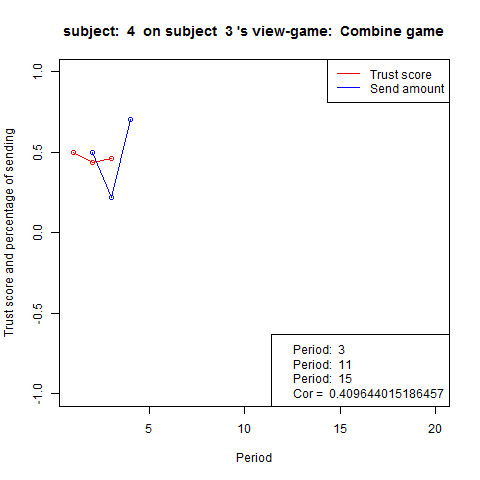 subject:  4  on subject  3 's view-game:  Combine game
Trust score
Send amount
Trust score and percentage of sending
1.0
0.5
0.0
-0.5
-1.0
Period:  3
Period:  11
Period:  15
Cor =  0.409644015186457
5 10 15 20
Period